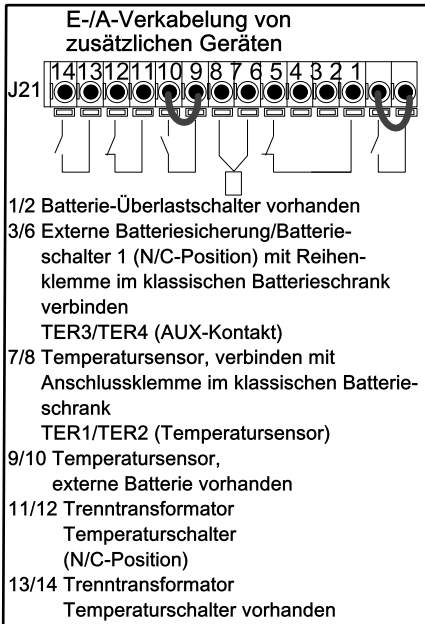 E-/A-Verkabelung von
zusätzlichen Geräten
J21
14 13 12 11 10 9 8 7 6 5 4 3 2 1
1/2 Batterie-Überlastschalter vorhanden
3/6 Externe Batteriesicherung/Batterie-
schalter 1 (N/C-Position) mit Reihen-
klemme im klassischen Batterieschrank
verbinden
TER3/TER4 (AUX-Kontakt)
7/8 Temperatursensor, verbinden mit
Anschlussklemme im klassischen Batterie-
schrank
TER1/TER2 (Temperatursensor)
9/10 Temperatursensor,
externe Batterie vorhanden
11/12 Trenntransformator
Temperaturschalter
(N/C-Position)
13/14 Trenntransformator
Temperaturschalter vorhanden